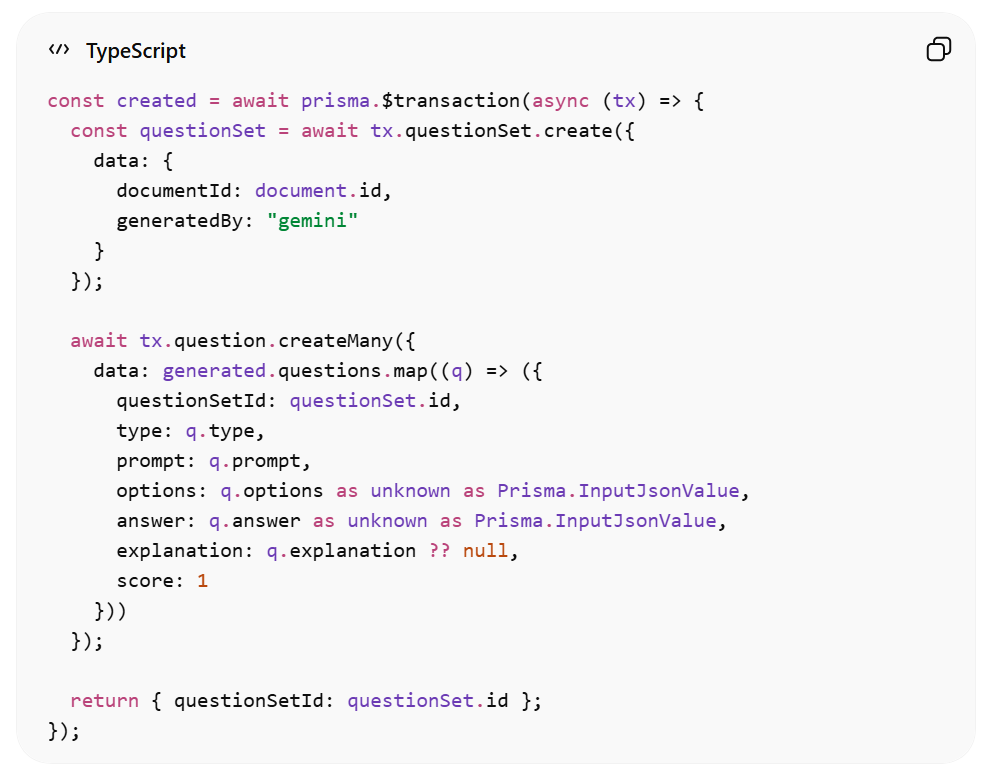 </> TypeScript
const created = await prisma.$transaction(async (tx) => {
  const questionSet = await tx.questionSet.create({
    data: {
      documentId: document.id,
      generatedBy: "gemini"
    }
  });

  await tx.question.createMany({
    data: generated.questions.map((q) => ({
      questionSetId: questionSet.id,
      type: q.type,
      prompt: q.prompt,
      options: q.options as unknown as Prisma.InputJsonValue,
      answer: q.answer as unknown as Prisma.InputJsonValue,
      explanation: q.explanation ?? null,
      score: 1
    }))
  });

  return { questionSetId: questionSet.id };
});